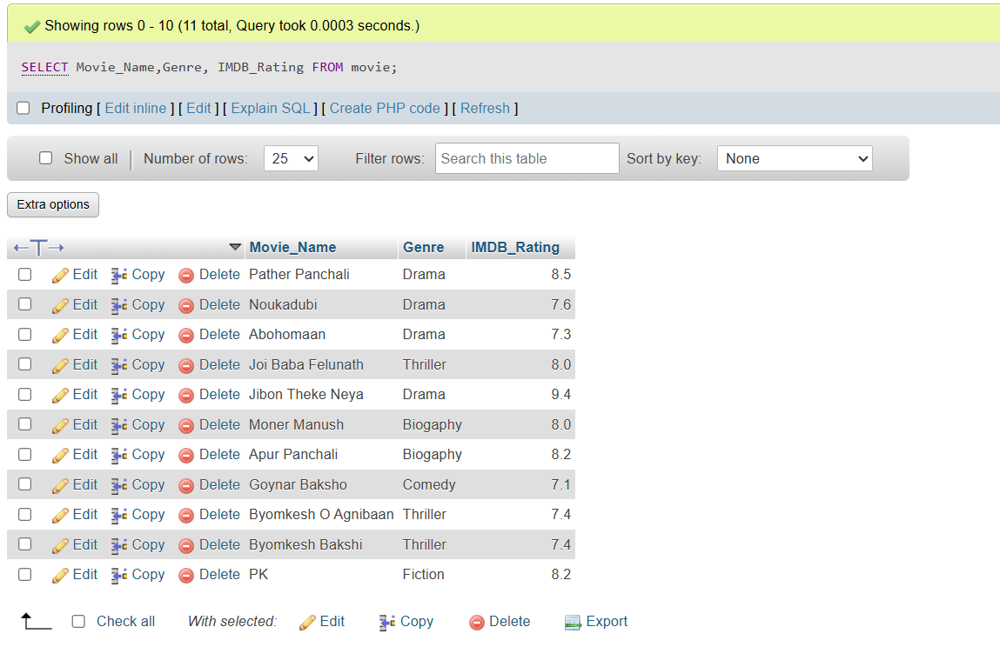 Showing rows 0 - 10 (11 total, Query took 0.0003 seconds.)
SELECT Movie_Name,Genre, IMDB_Rating FROM movie;
Profiling [ Edit inline ] [ Edit ] [ Explain SQL ] [ Create PHP code ] [ Refresh ]
Show all Number of rows: 25 Filter rows: Search this table Sort by key: None
Extra options
Movie_Name Genre IMDB_Rating
Edit Copy Delete Pather Panchali Drama 8.5
Edit Copy Delete Noukadubi Drama 7.6
Edit Copy Delete Abohomaan Drama 7.3
Edit Copy Delete Joi Baba Felunath Thriller 8.0
Edit Copy Delete Jibon Theke Neya Drama 9.4
Edit Copy Delete Moner Manush Biogaphy 8.0
Edit Copy Delete Apur Panchali Biogaphy 8.2
Edit Copy Delete Goynar Baksho Comedy 7.1
Edit Copy Delete Byomkesh O Agnibaan Thriller 7.4
Edit Copy Delete Byomkesh Bakshi Thriller 7.4
Edit Copy Delete PK Fiction 8.2
Check all With selected: Edit Copy Delete Export